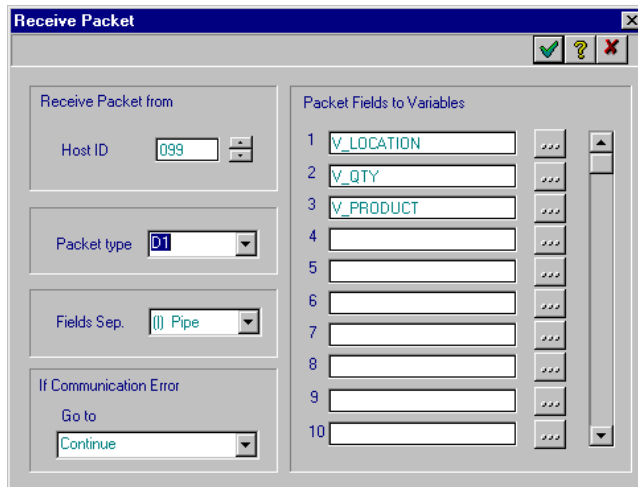 Receive Packet
Receive Packet from
Host ID 099
Packet type D1
Fields Sep. (|) Pipe
If Communication Error
Go to
Continue
Packet Fields to Variables
1 V_LOCATION ...
2 V_QTY ...
3 V_PRODUCT ...
4 ...
5 ...
6 ...
7 ...
8 ...
9 ...
10 ...